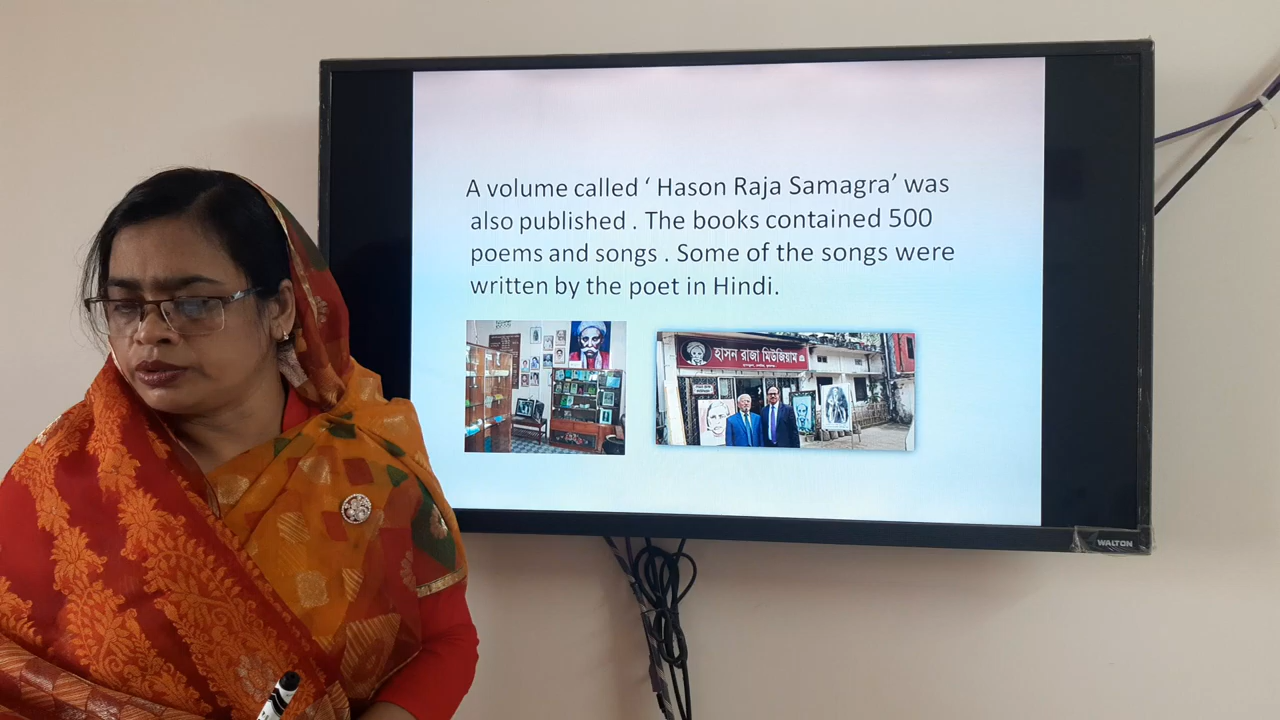 A volume called ‘ Hason Raja Samagra’ was
also published . The books contained 500
poems and songs . Some of the songs were
written by the poet in Hindi.
হাসন রাজা মিউজিয়াম
WALTON